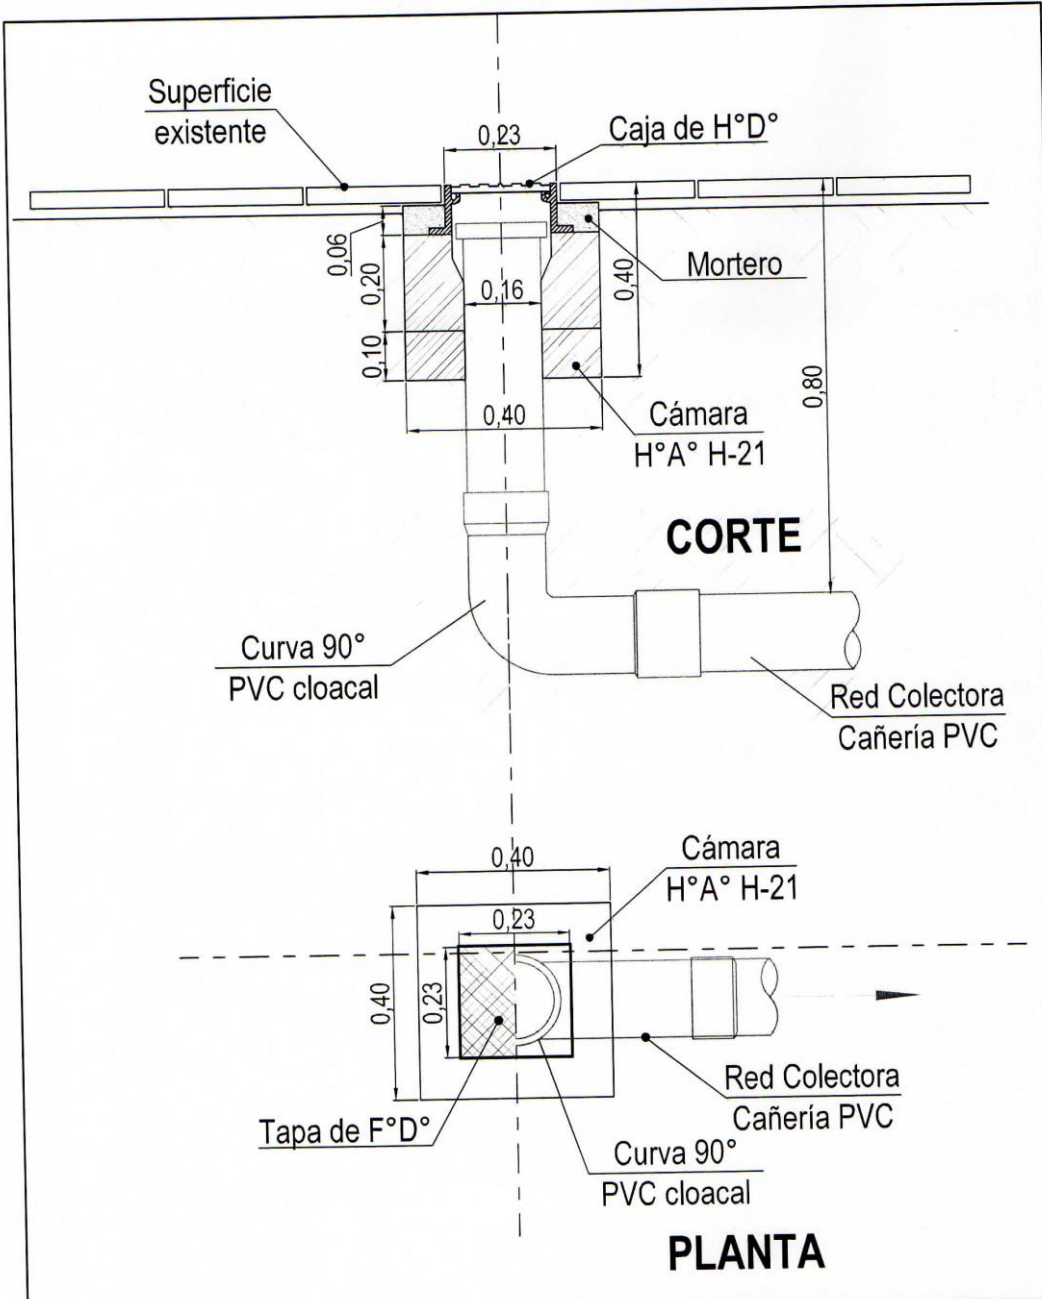 Superficie
existente
0,23
Caja de H°D°
0,06
0,20
0,10
0,16
0,40
Mortero
0,80
0,40
Cámara
H°A° H-21
CORTE
Curva 90°
PVC cloacal
Red Colectora
Cañería PVC
0,40
Cámara
H°A° H-21
0,23
0,40
0,23
Red Colectora
Cañería PVC
Tapa de F°D°
Curva 90°
PVC cloacal
PLANTA